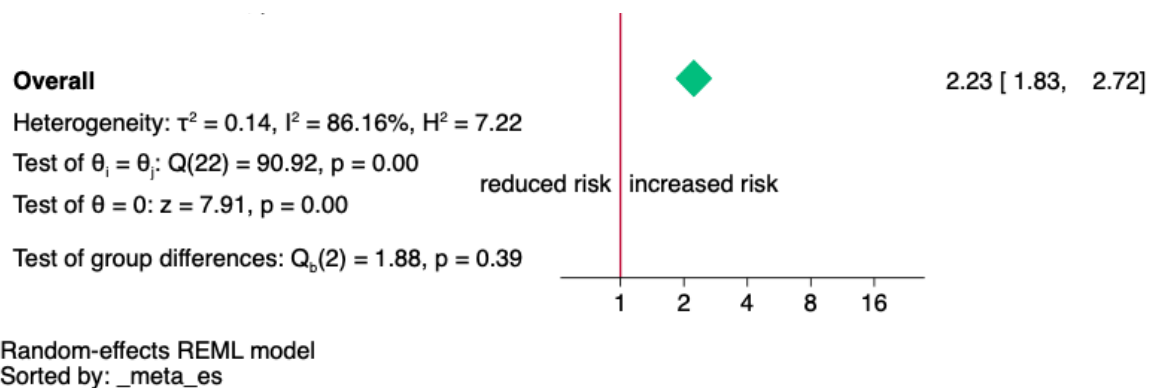 Overall 2.23 [ 1.83, 2.72]
Heterogeneity: τ² = 0.14, I² = 86.16%, H² = 7.22
Test of θᵢ = θⱼ: Q(22) = 90.92, p = 0.00
reduced risk increased risk
Test of θ = 0: z = 7.91, p = 0.00
Test of group differences: Q_b(2) = 1.88, p = 0.39
1 2 4 8 16
Random-effects REML model
Sorted by: _meta_es